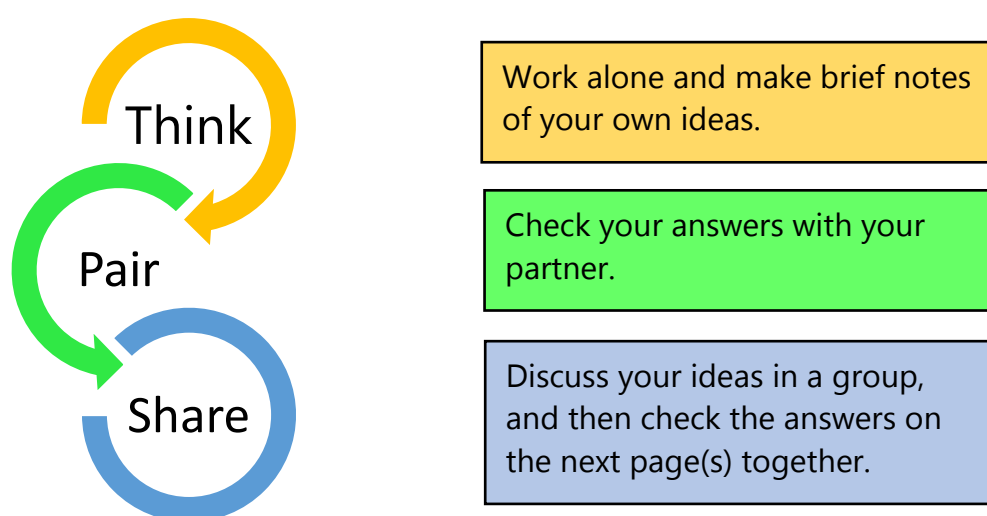 Think
Work alone and make brief notes
of your own ideas.
Pair
Check your answers with your
partner.
Share
Discuss your ideas in a group,
and then check the answers on
the next page(s) together.